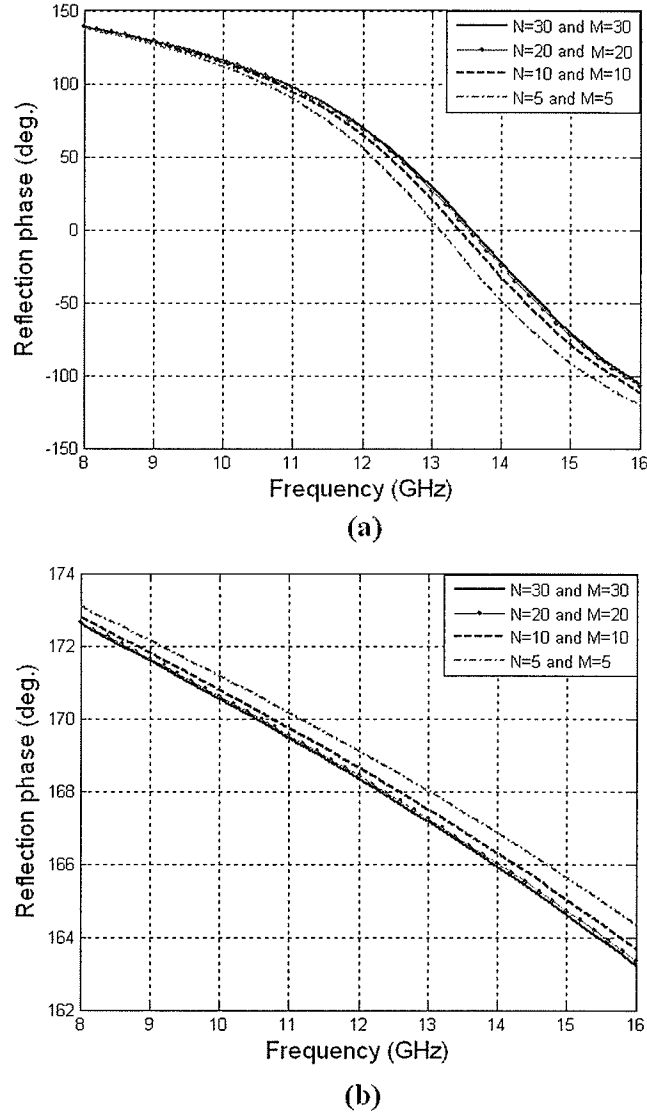 150
100
50
0
-50
-100
-150
8
9
10
11
12
13
14
15
16
Reflection phase (deg.)
Frequency (GHz)
N=30 and M=30
N=20 and M=20
N=10 and M=10
N=5 and M=5
(a)
174
172
170
168
166
164
162
8
9
10
11
12
13
14
15
16
Reflection phase (deg.)
Frequency (GHz)
N=30 and M=30
N=20 and M=20
N=10 and M=10
N=5 and M=5
(b)